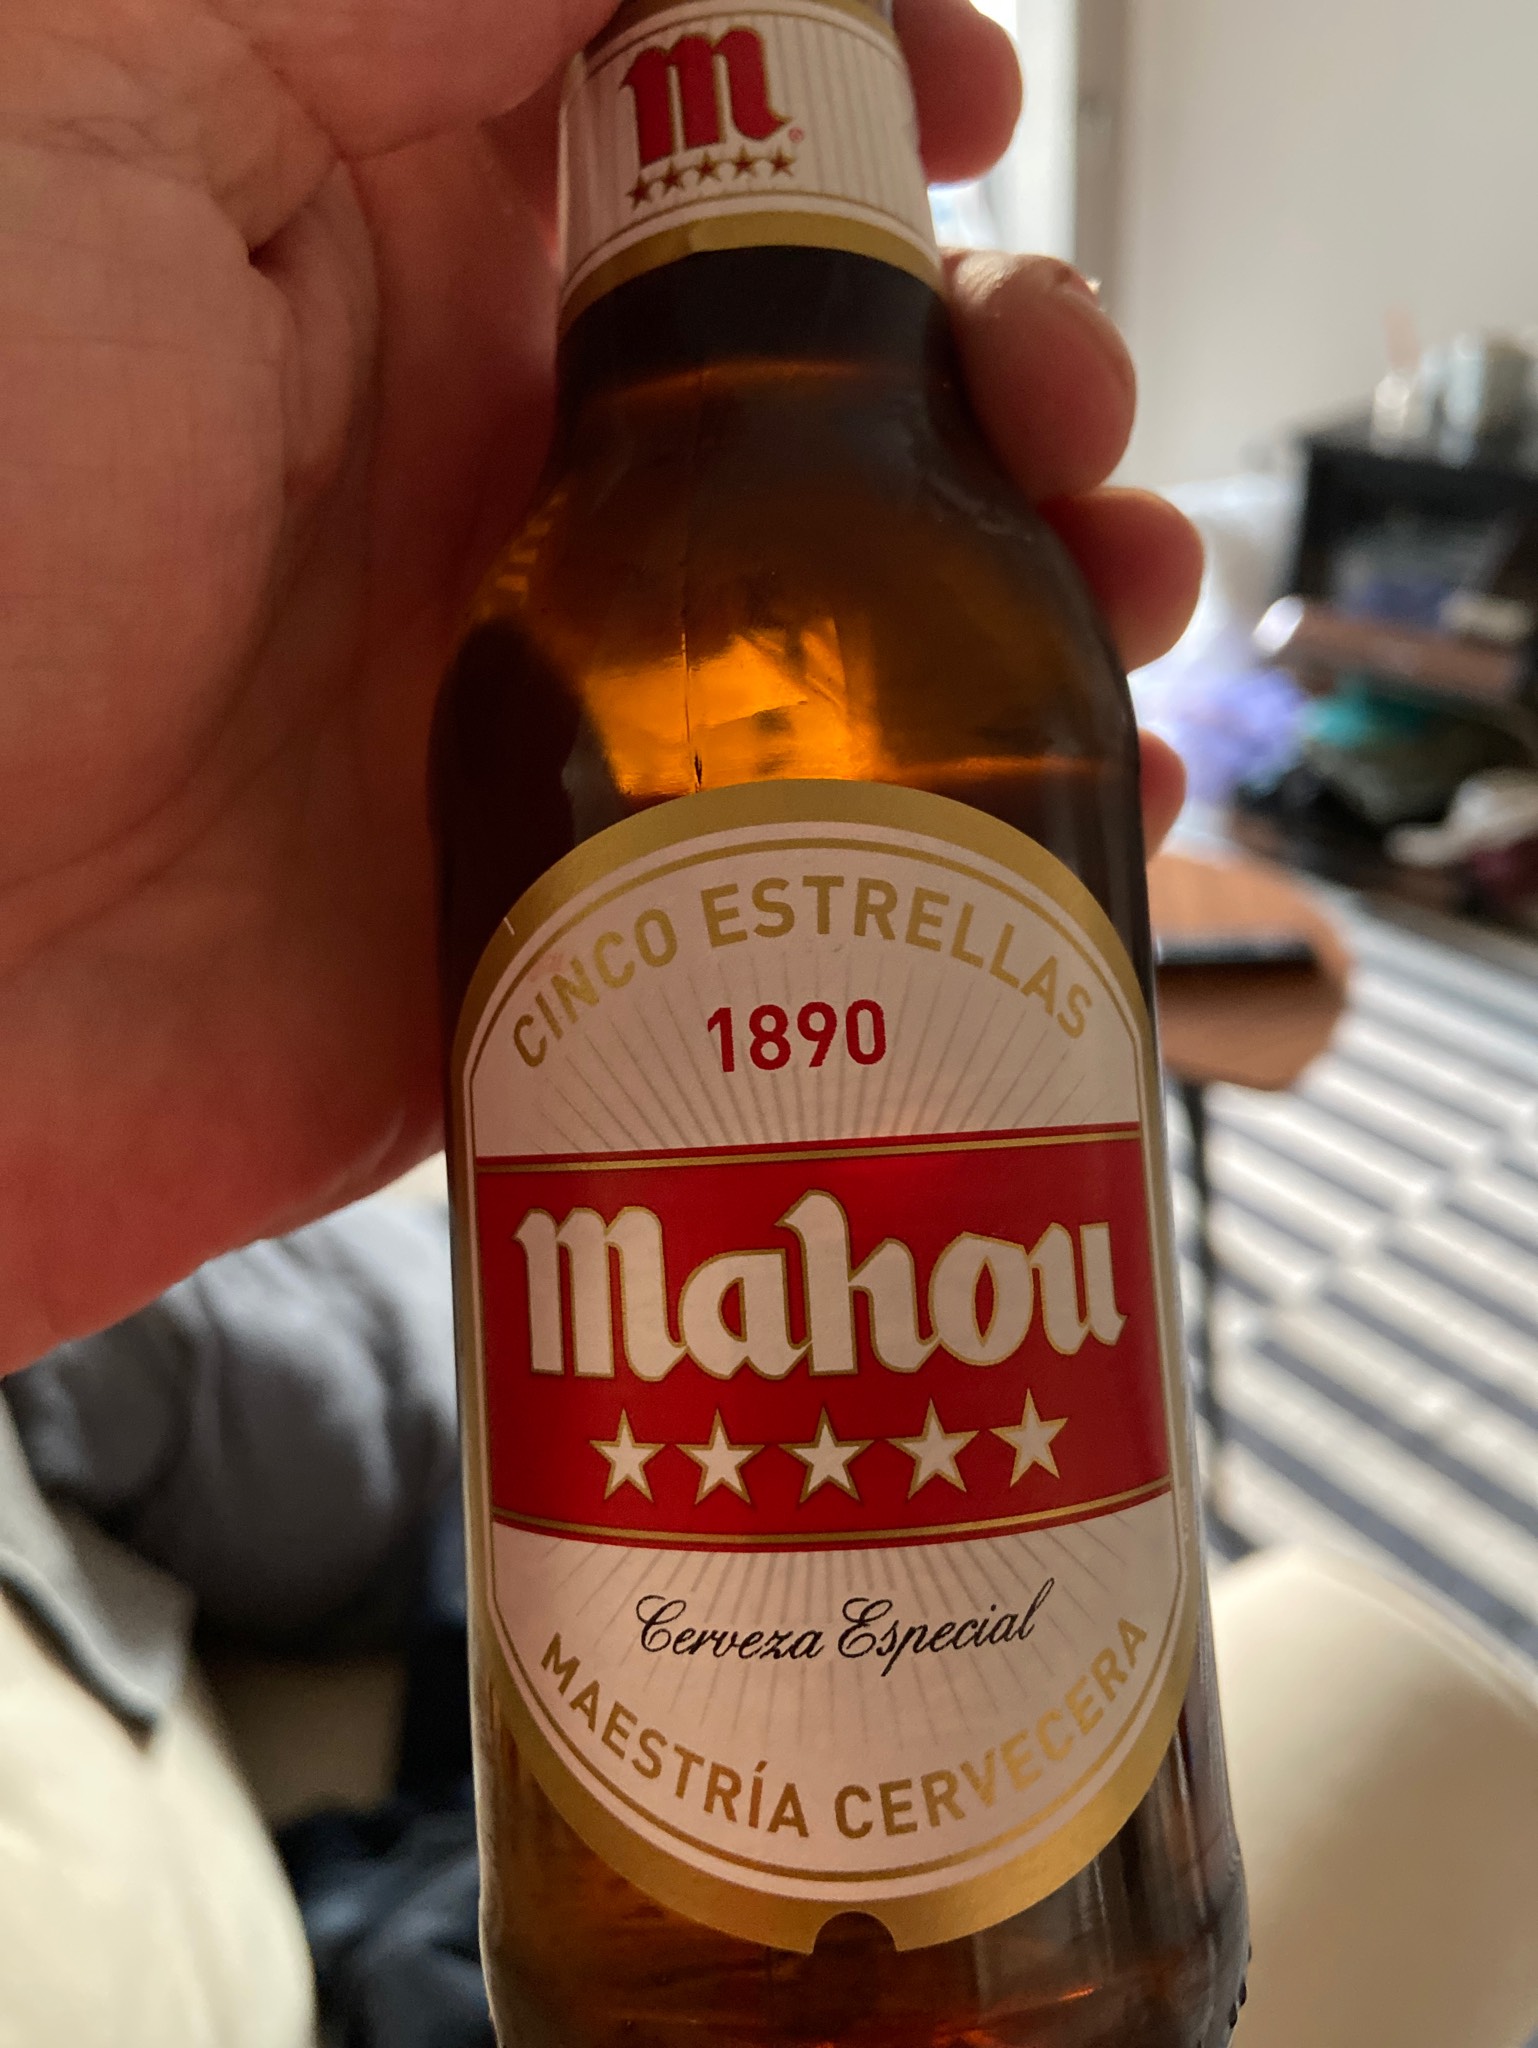 m
CINCO ESTRELLAS
1890
Mahou
Cerveza Especial
MAESTRÍA CERVECERA